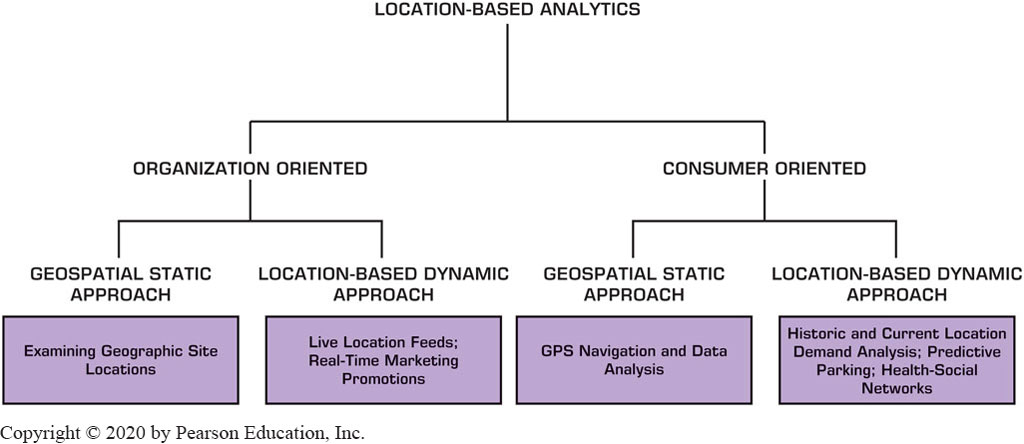 LOCATION-BASED ANALYTICS
ORGANIZATION ORIENTED
CONSUMER ORIENTED
GEOSPATIAL STATIC
APPROACH
LOCATION-BASED DYNAMIC
APPROACH
GEOSPATIAL STATIC
APPROACH
LOCATION-BASED DYNAMIC
APPROACH
Examining Geographic Site
Locations
Live Location Feeds;
Real-Time Marketing
Promotions
GPS Navigation and Data
Analysis
Historic and Current Location
Demand Analysis; Predictive
Parking; Health-Social
Networks
Copyright © 2020 by Pearson Education, Inc.